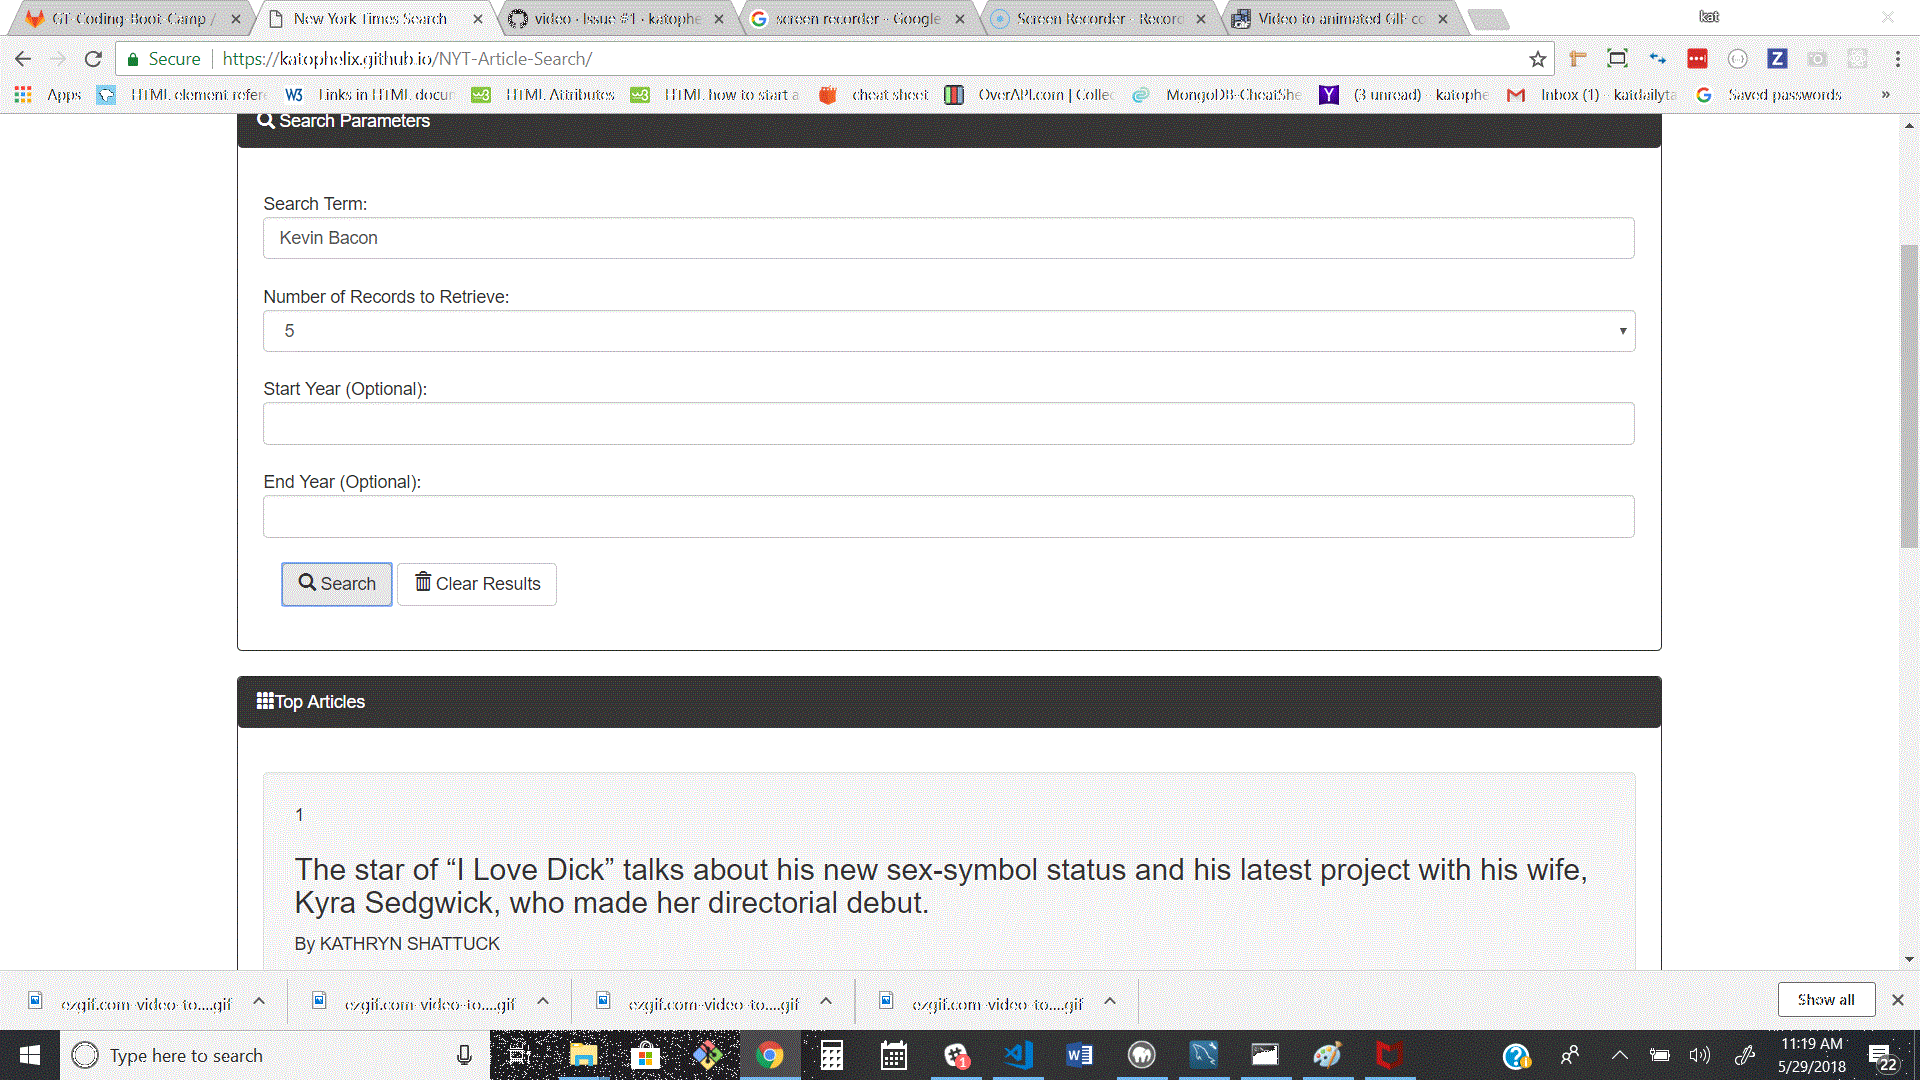 GT-Coding-Boot-Camp /
New York Times Search
video · Issue #1 · katophe
screen recorder - Google
Screen Recorder - Record
Video to animated GIF co
kat
Secure https://katophelix.github.io/NYT-Article-Search/
Apps
HTML element refere
W3
Links in HTML docun
HTML Attributes
HTML how to start a
cheat sheet
OverAPI.com | Collec
MongoDB-CheatShe
(3 unread) - katophe
Inbox (1) - katdailyta
Saved passwords
»
Search Parameters
Search Term:
Kevin Bacon
Number of Records to Retrieve:
5
Start Year (Optional):
End Year (Optional):
Search
Clear Results
Top Articles
1
The star of “I Love Dick” talks about his new sex-symbol status and his latest project with his wife,
Kyra Sedgwick, who made her directorial debut.
By KATHRYN SHATTUCK
ezgif.com-video-to....gif
ezgif.com-video-to....gif
ezgif.com-video-to....gif
ezgif.com-video-to....gif
Show all
Type here to search
11:19 AM
5/29/2018
22